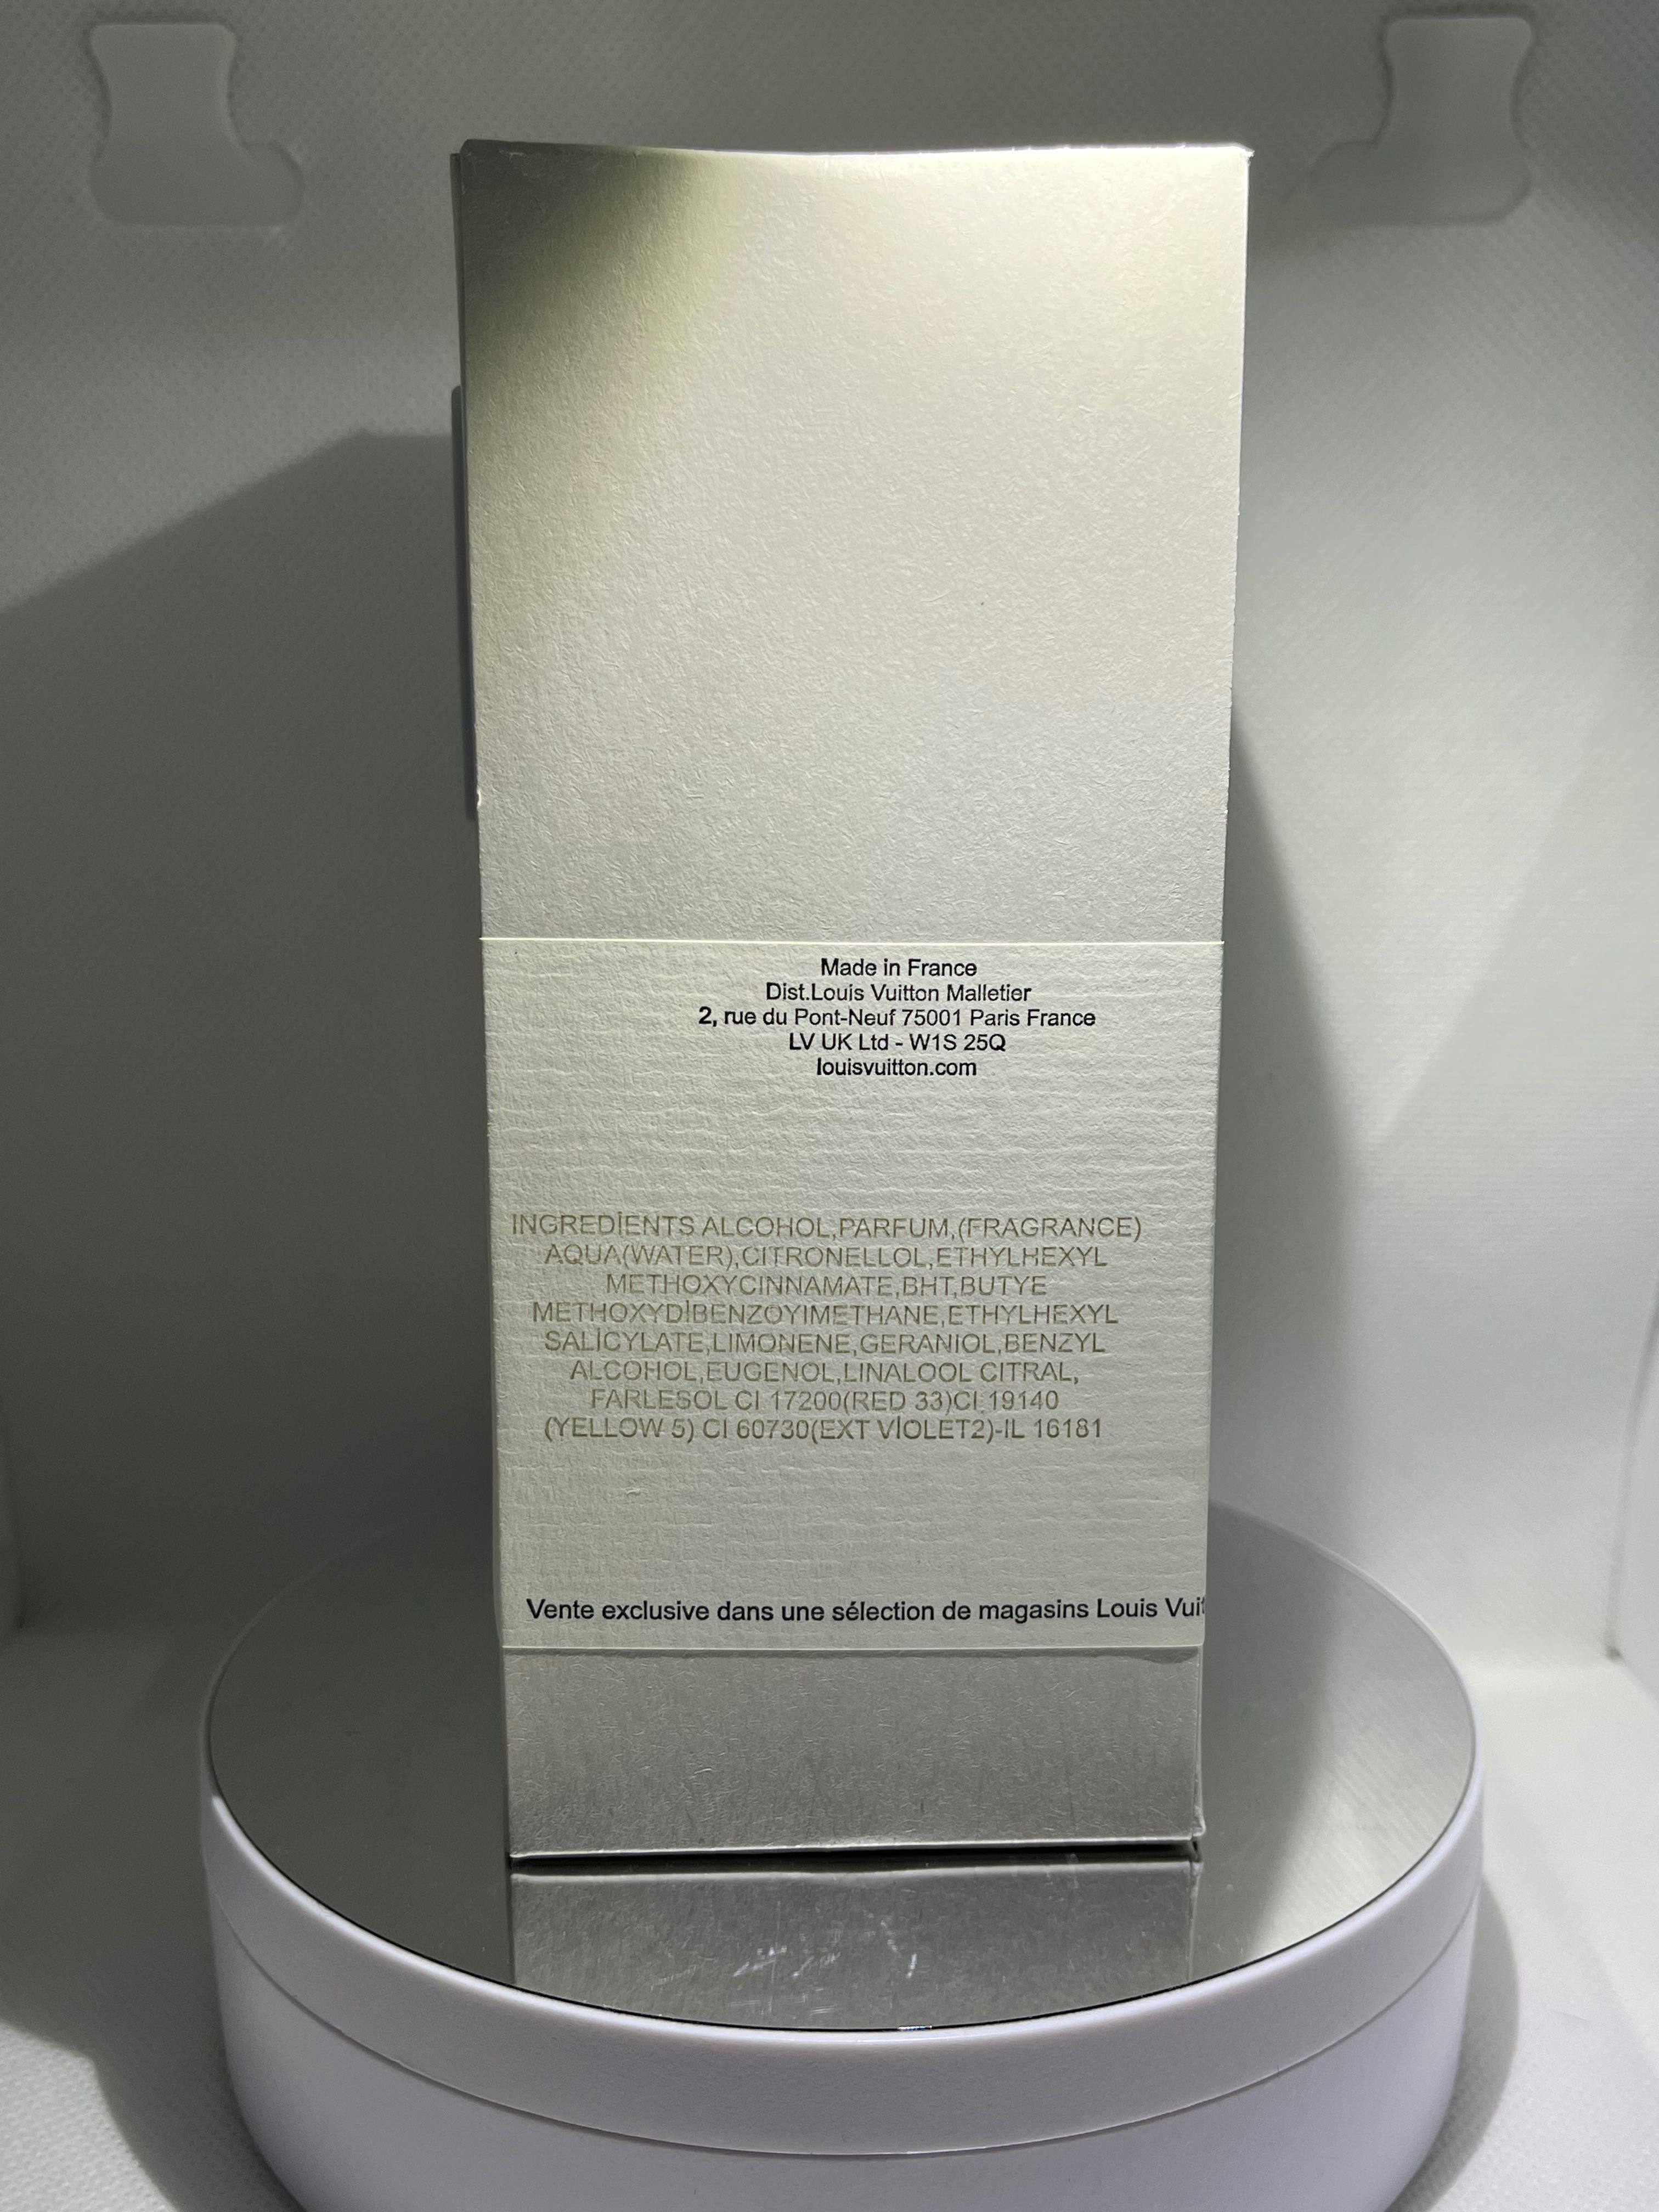 Made in France
Dist.Louis Vuitton Malletier
2, rue du Pont-Neuf 75001 Paris France
LV UK Ltd - W1S 25Q
louisvuitton.com
INGREDİENTS ALCOHOL,PARFUM,(FRAGRANCE)
AQUA(WATER),CITRONELLOL,ETHYLHEXYL
METHOXYCINNAMATE,BHT,BUTYE
METHOXYDİBENZOYIMETHANE,ETHYLHEXYL
SALİCYLATE,LIMONENE,GERANIOL,BENZYL
ALCOHOL,EUGENOL,LINALOOL CITRAL,
FARLESOL CI 17200(RED 33)CI,19140
(YELLOW 5) CI 60730(EXT VİOLET2)-İL 16181
Vente exclusive dans une sélection de magasins Louis Vuit